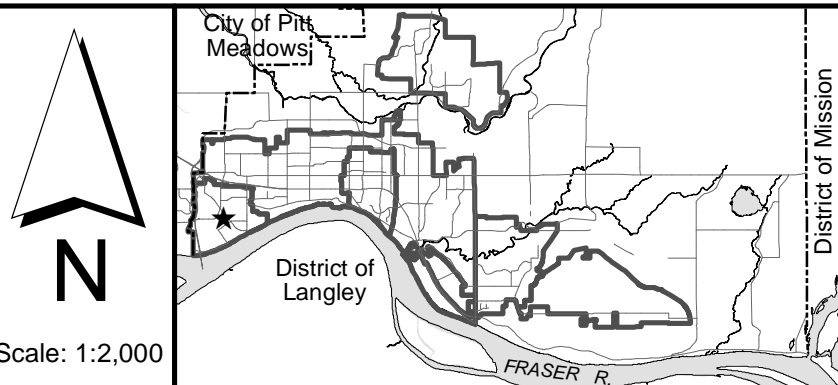 City of Pitt
Meadows
District of Mission
District of
Langley
N
Scale: 1:2,000
FRASER R.